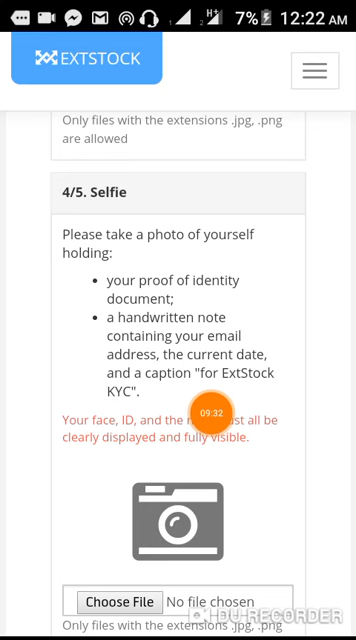 1 2 H+ 7% 12:22 AM
EXTSTOCK
Only files with the extensions .jpg, .png
are allowed
4/5. Selfie
Please take a photo of yourself
holding:
• your proof of identity
document;
• a handwritten note
containing your email
address, the current date,
and a caption "for ExtStock
KYC".
09:32
Your face, ID, and the ust all be
clearly displayed and fully visible.
Choose File No file chosen
DU RECORDER
Only files with the extensions .jpg, .png